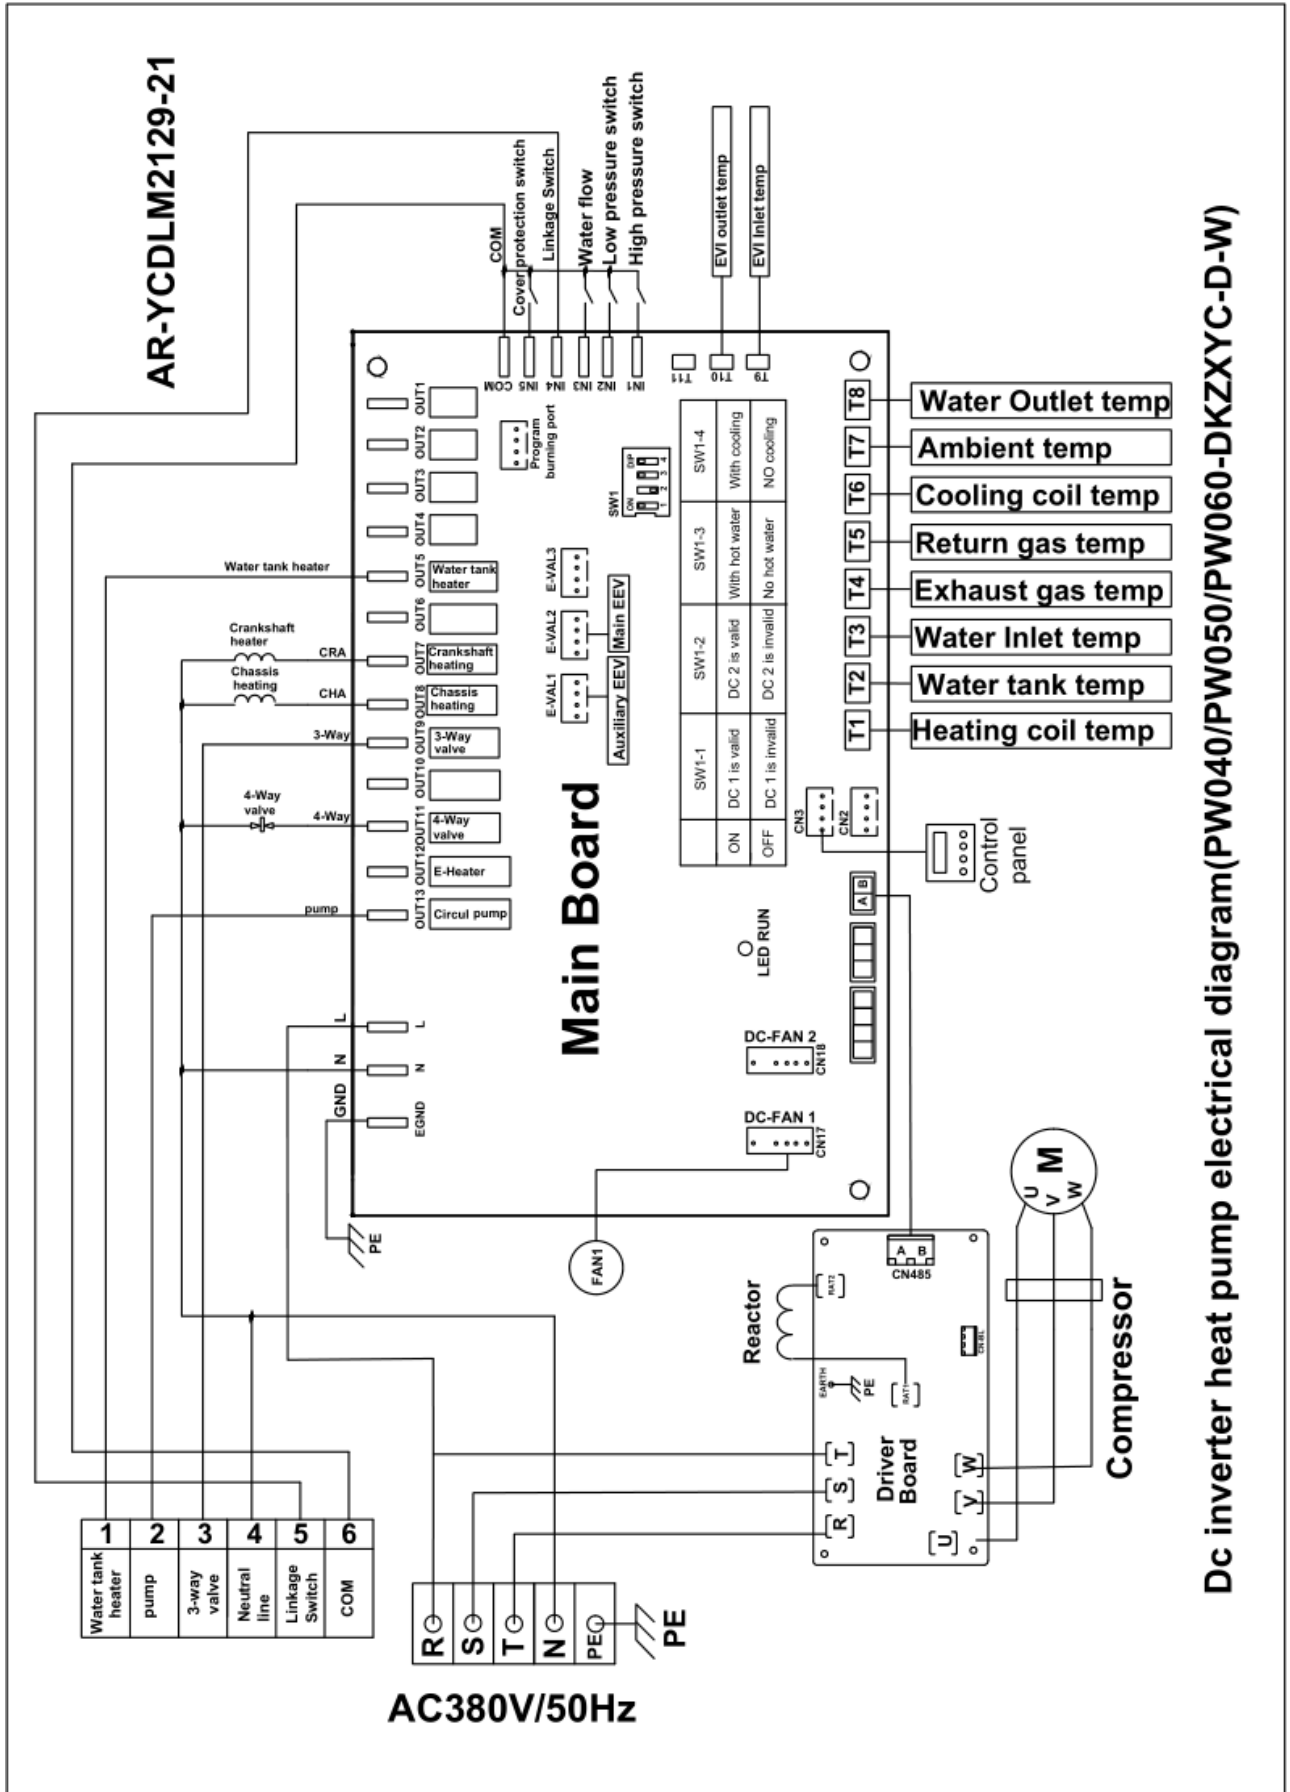 AR-YCDLM2129-21
COM
Cover protection switch
Linkage Switch
Water flow
Low pressure switch
High pressure switch
COM
IN5
IN4
IN3
IN2
IN1
T11
T10
T9
EVI outlet temp
EVI Inlet temp
OUT1
OUT2
OUT3
OUT4
OUT5
OUT6
OUT7
OUT8
OUT9
OUT10
OUT11
OUT12
OUT13
Water tank
heater
Crankshaft
heating
Chassis
heating
3-Way
valve
4-Way
valve
E-Heater
Circul pump
Water tank heater
Crankshaft
heater
CRA
Chassis
heating
CHA
3-Way
4-Way
valve
4-Way
pump
L
N
GND
L
N
EGND
PE
Program
burning port
SW1
ON
DIP
1
2
3
4
E-VAL3
E-VAL2
E-VAL1
Main EEV
Auxiliary EEV
SW1-1
SW1-2
SW1-3
SW1-4
ON
DC 1 is valid
DC 2 is valid
With hot water
With cooling
OFF
DC 1 is invalid
DC 2 is invalid
No hot water
NO cooling
Main Board
LED RUN
T8
Water Outlet temp
T7
Ambient temp
T6
Cooling coil temp
T5
Return gas temp
T4
Exhaust gas temp
T3
Water Inlet temp
T2
Water tank temp
T1
Heating coil temp
CN3
CN2
Control
panel
A B
DC-FAN 2
CN18
DC-FAN 1
CN17
FAN1
Reactor
RAT2
RAT1
EARTH
PE
A B
CN485
Driver
Board
T
S
R
W
V
U
M
U
V
W
Compressor
1
2
3
4
5
6
Water tank
heater
pump
3-way
valve
Neutral
line
Linkage
Switch
COM
R
S
T
N
PE
PE
AC380V/50Hz
Dc inverter heat pump electrical diagram(PW040/PW050/PW060-DKZXYC-D-W)